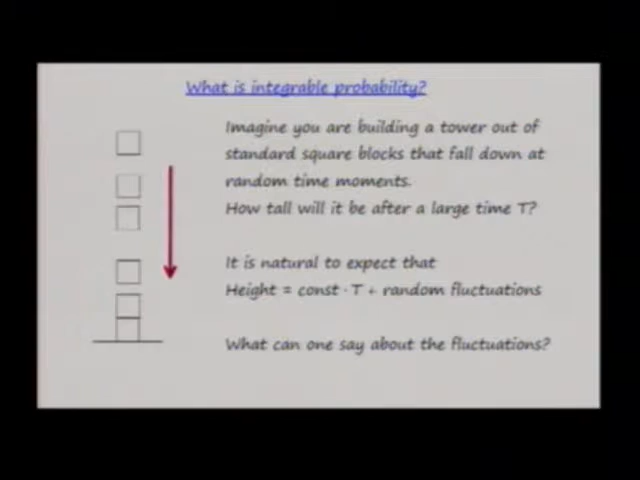 What is integrable probability?
Imagine you are building a tower out of
standard square blocks that fall down at
random time moments.
How tall will it be after a large time T?
It is natural to expect that
Height = const · T + random fluctuations
What can one say about the fluctuations?